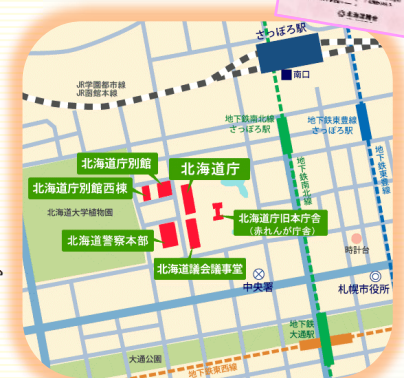 北海道議会
さっぽろ駅
南口
JR学園都市線
JR函館本線
地下鉄南北線
さっぽろ駅
地下鉄東豊線
さっぽろ駅
北海道庁別館
北海道庁
地下鉄南北線
地下鉄東豊線
北海道庁別館西棟
北海道大学植物園
北海道庁旧本庁舎
(赤れんが庁舎)
北海道警察本部
時計台
北海道議会議事堂
中央署
札幌市役所
地下鉄
大通駅
大通公園
地下鉄東西線